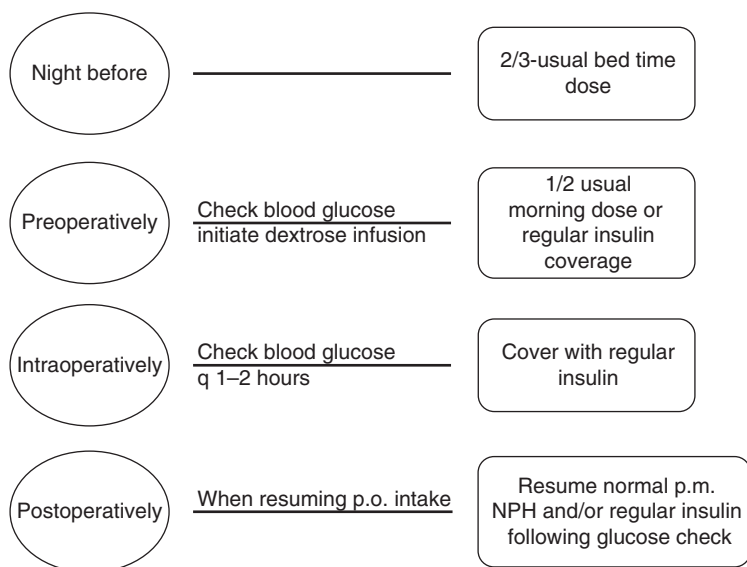 Night before
2/3-usual bed time
dose
Preoperatively
Check blood glucose
initiate dextrose infusion
1/2 usual
morning dose or
regular insulin
coverage
Intraoperatively
Check blood glucose
q 1–2 hours
Cover with regular
insulin
Postoperatively
When resuming p.o. intake
Resume normal p.m.
NPH and/or regular insulin
following glucose check